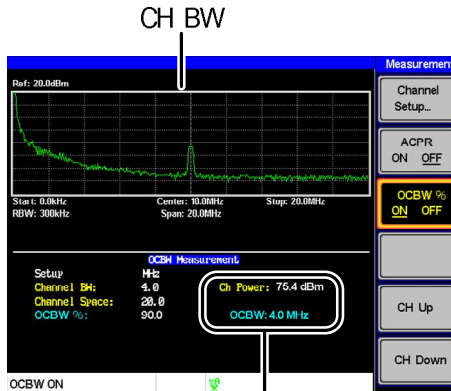 CH BW
Measurement
Ref: 20.0dBm
Channel Setup...
ACPR
ON OFF
OCBW %
ON OFF
Start: 0.0kHz Center: 10.0MHz Stop: 20.0MHz
RBW: 300kHz Span: 20.0MHz
OCBW Measurement
Setup MHz
Channel BW: 4.0 Ch Power: 75.4 dBm
Channel Space: 20.0
OCBW %: 90.0 OCBW: 4.0 MHz
CH Up
CH Down
OCBW ON